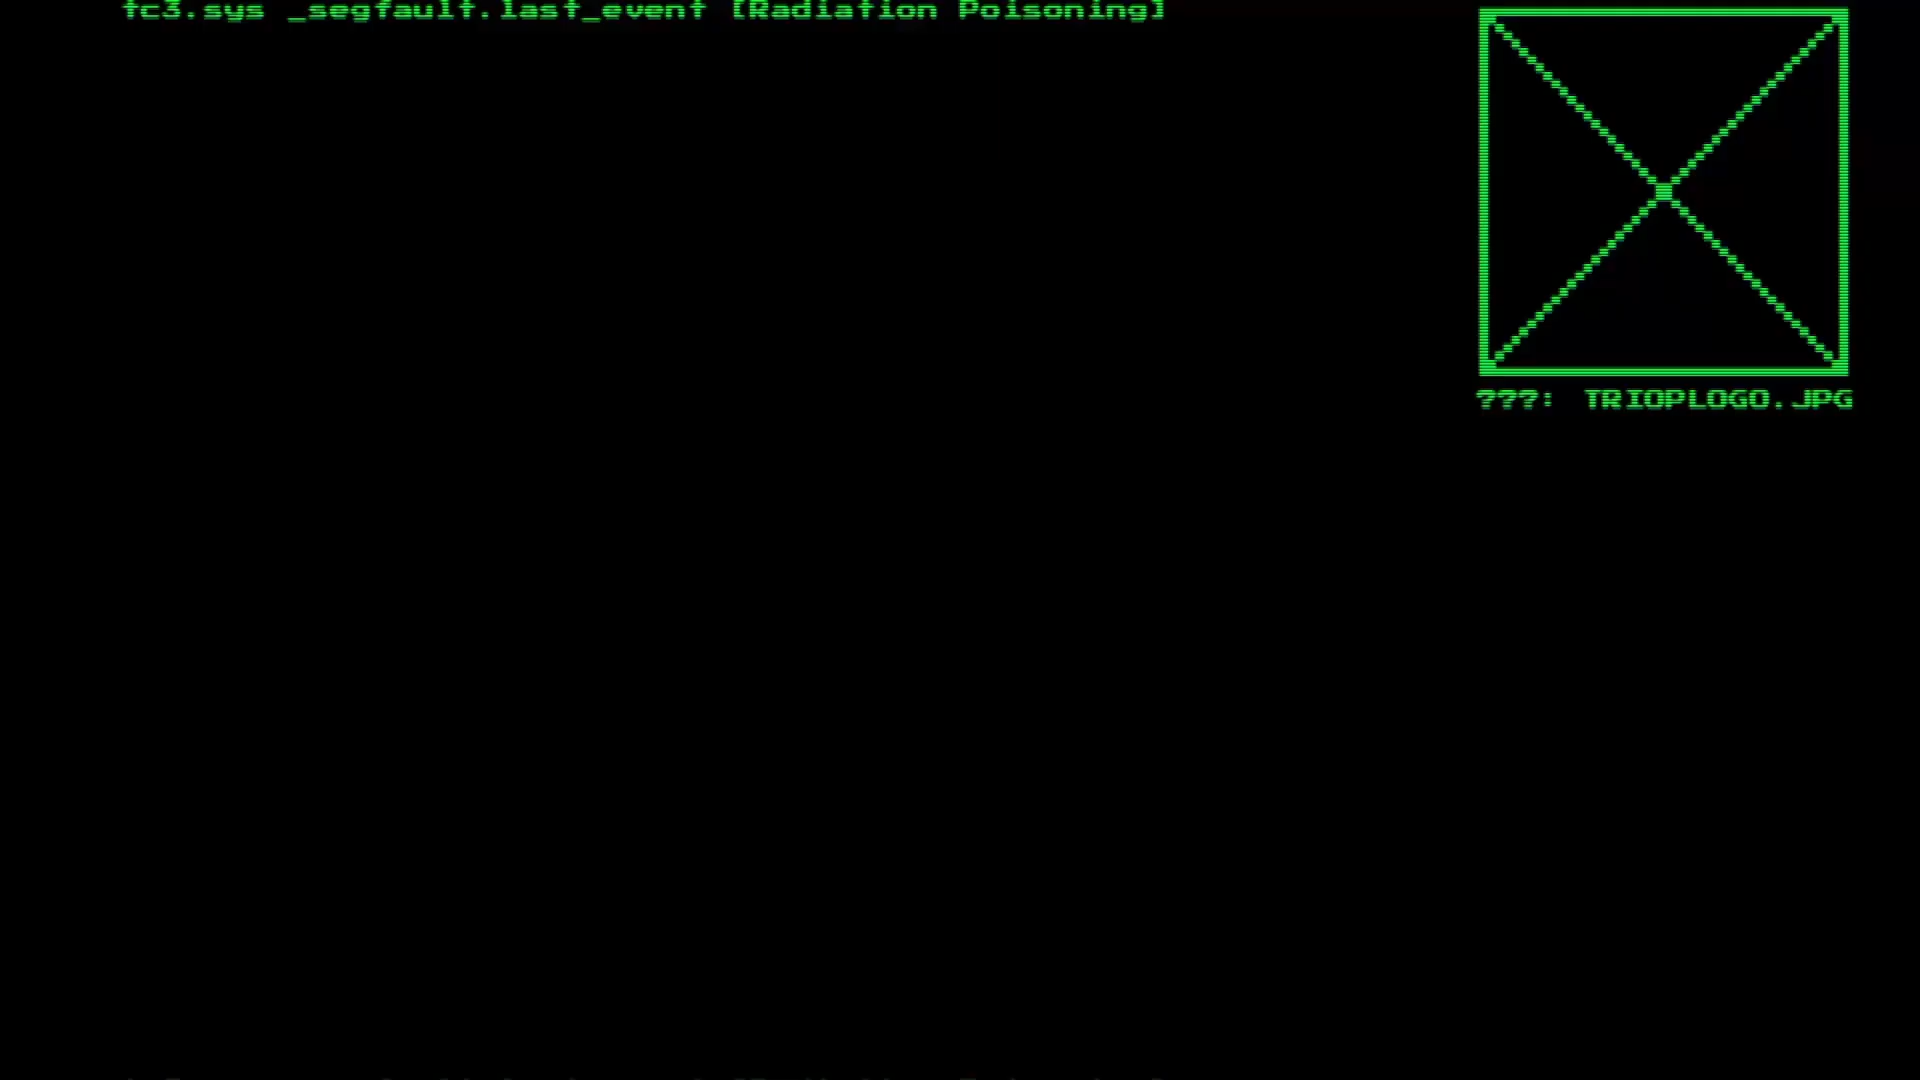 tc3.sys _segfault.last_event [Radiation Poisoning]
???: TRIOPLOGO.JPG